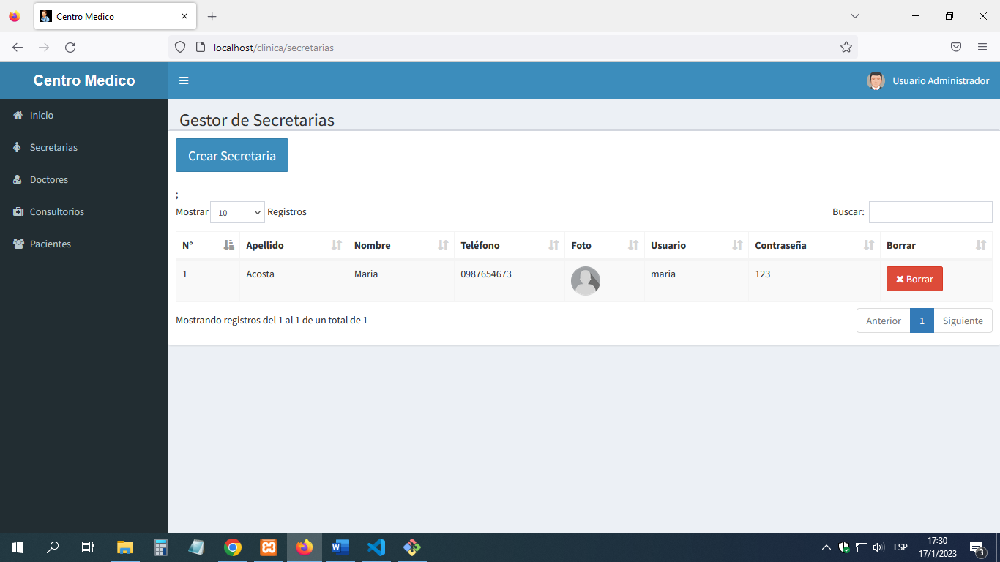 Centro Medico
localhost/clinica/secretarias
Centro Medico
Usuario Administrador
Inicio
Secretarias
Doctores
Consultorios
Pacientes
Gestor de Secretarias
Crear Secretaria
;
Mostrar 10 Registros
Buscar:
N° Apellido Nombre Teléfono Foto Usuario Contraseña Borrar
1 Acosta Maria 0987654673 maria 123 Borrar
Mostrando registros del 1 al 1 de un total de 1
Anterior 1 Siguiente
ESP
17:30
17/1/2023
3